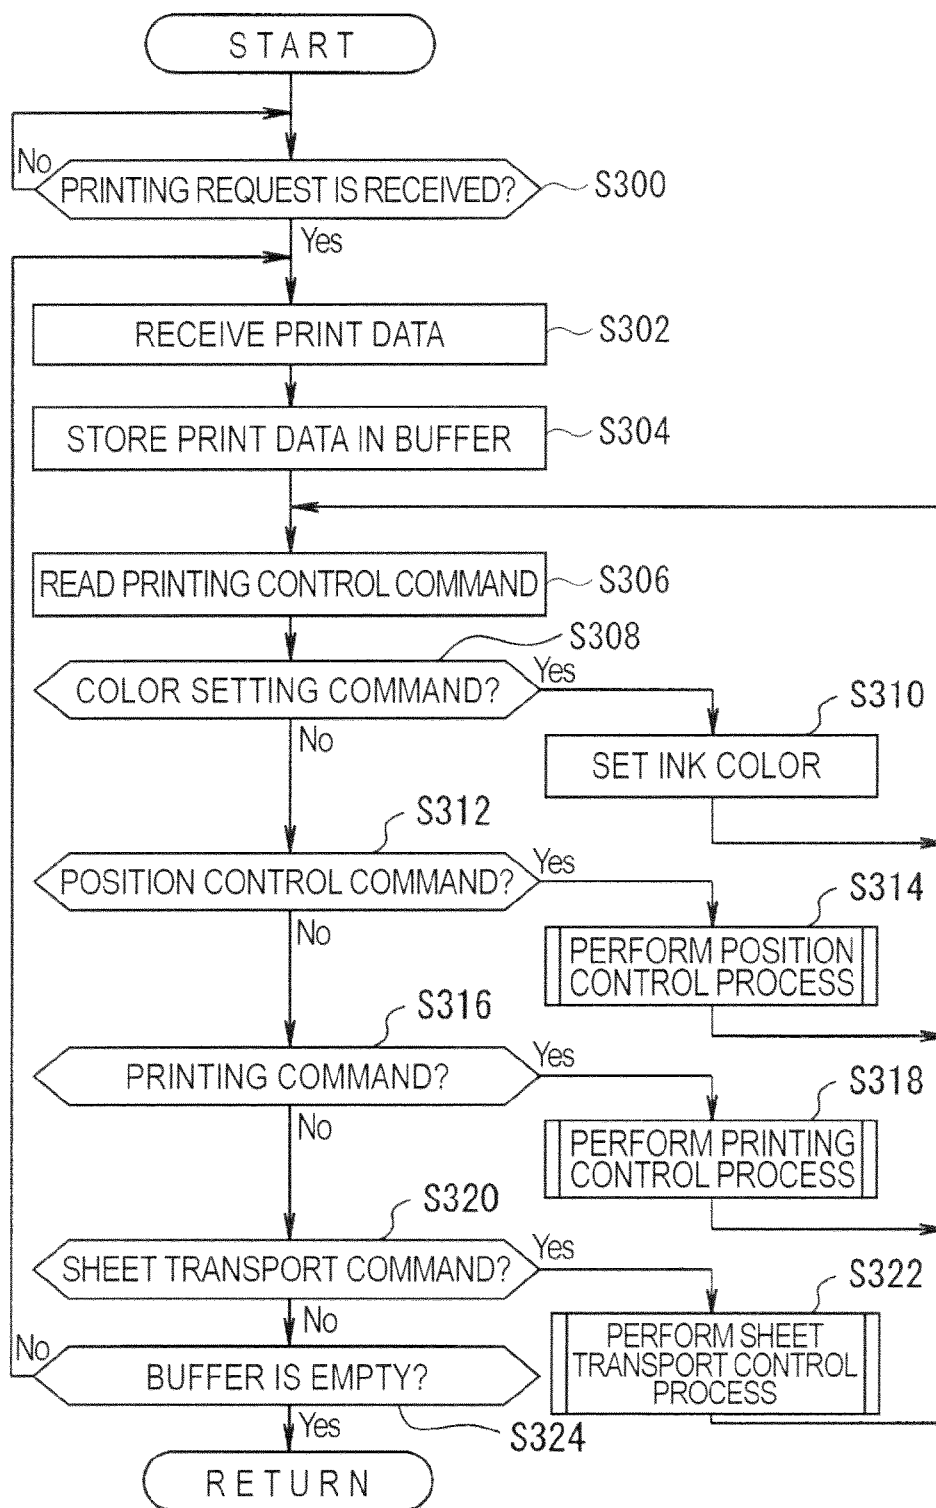 START
No
PRINTING REQUEST IS RECEIVED?
S300
Yes
RECEIVE PRINT DATA
S302
STORE PRINT DATA IN BUFFER
S304
READ PRINTING CONTROL COMMAND
S306
S308
COLOR SETTING COMMAND?
Yes
No
S310
SET INK COLOR
S312
POSITION CONTROL COMMAND?
Yes
No
S314
PERFORM POSITION
CONTROL PROCESS
S316
PRINTING COMMAND?
Yes
No
S318
PERFORM PRINTING
CONTROL PROCESS
S320
SHEET TRANSPORT COMMAND?
Yes
No
S322
PERFORM SHEET
TRANSPORT CONTROL
PROCESS
No
BUFFER IS EMPTY?
Yes
S324
RETURN